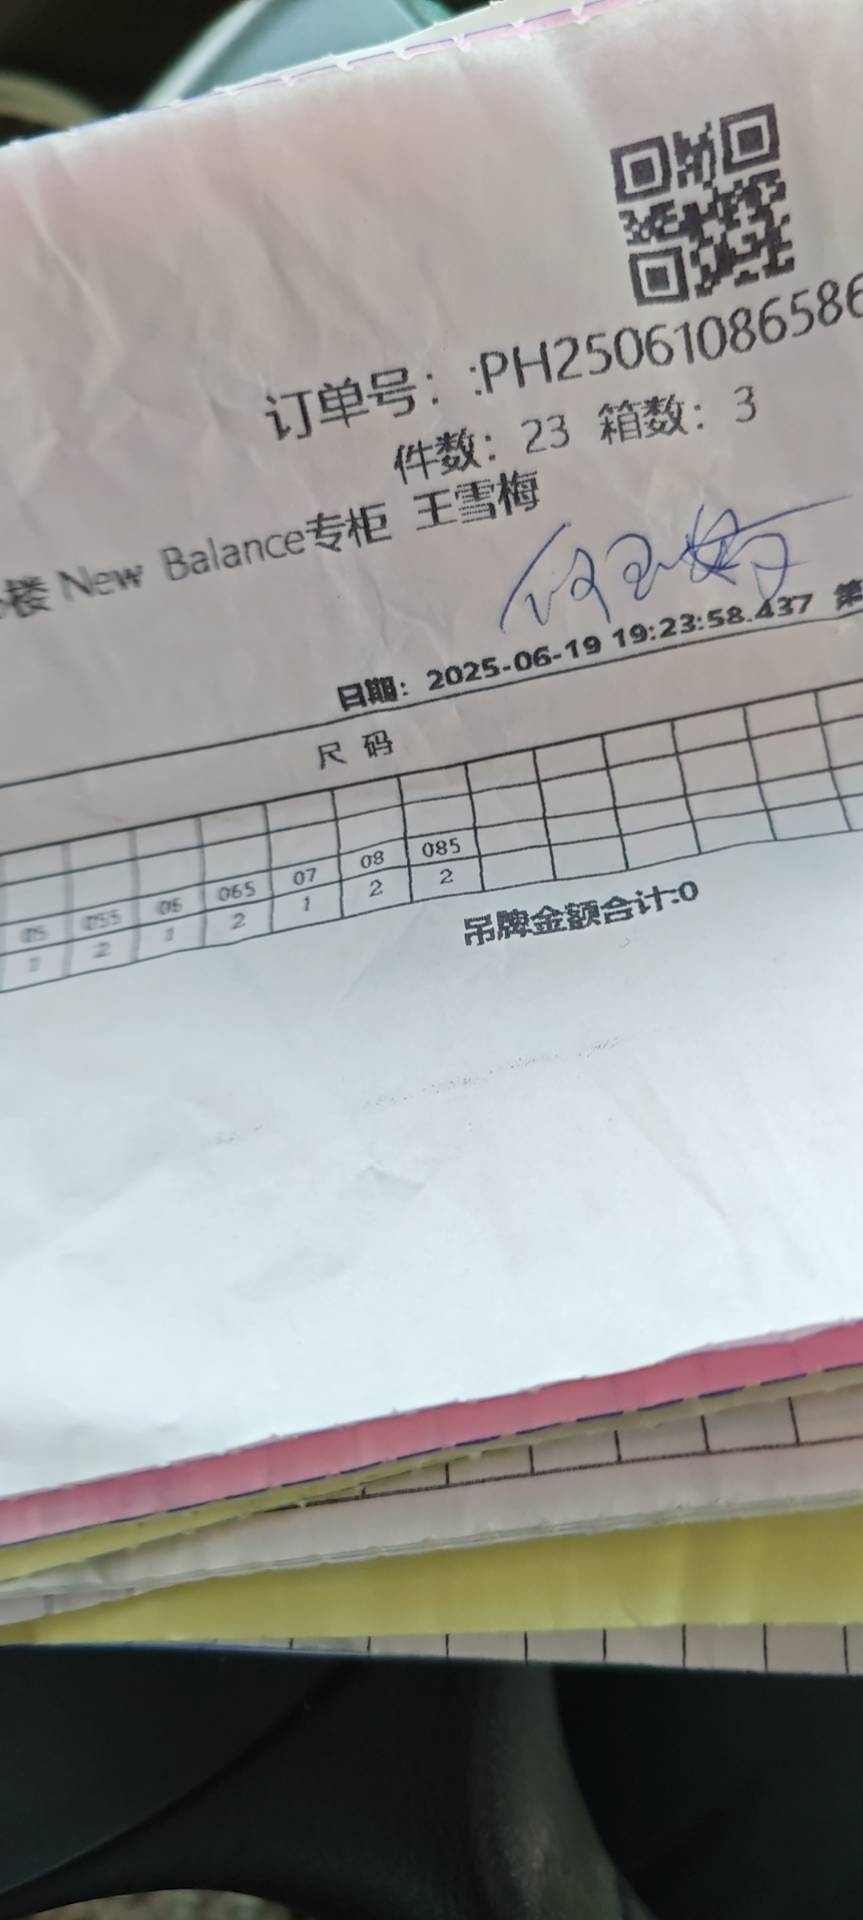 订单号：:PH25061086586
件数：23 箱数：3
楼 New Balance专柜 王雪梅
日期：2025-06-19 19:23:58.437 第
尺 码
05 055 06 065 07 08 085
1 2 1 2 1 2 2
吊牌金额合计:0